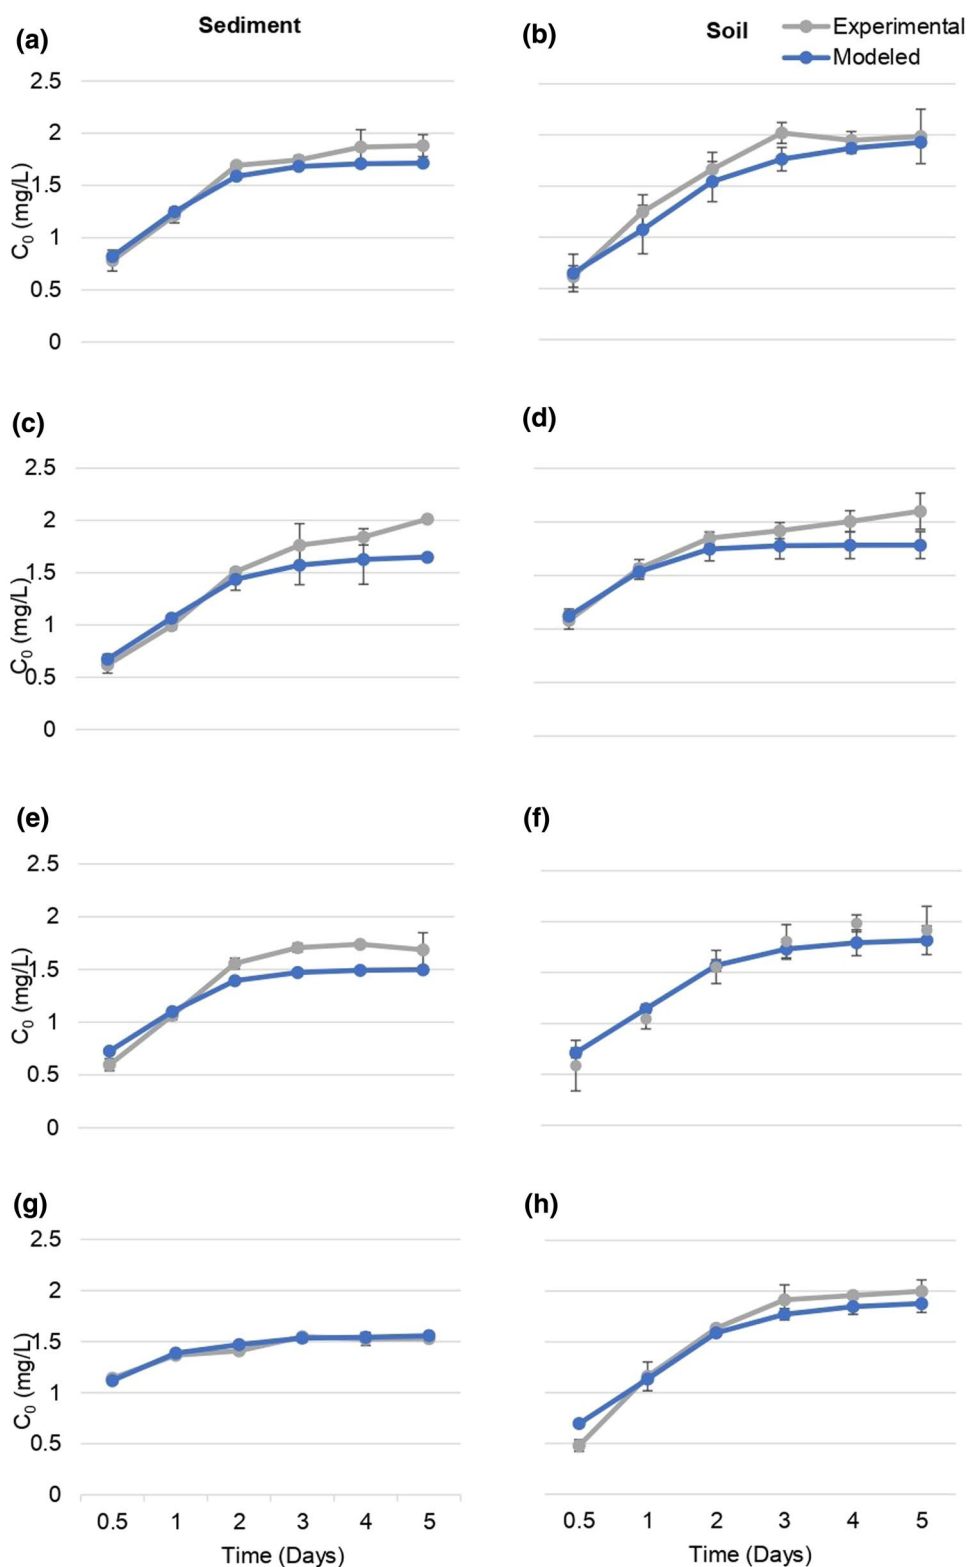 (a)
Sediment
(b)
Soil
Experimental
Modeled
2.5
2
1.5
1
0.5
0
C₀ (mg/L)
(c)
(d)
2.5
2
1.5
1
0.5
0
C₀ (mg/L)
(e)
(f)
2.5
2
1.5
1
0.5
0
C₀ (mg/L)
(g)
(h)
2.5
2
1.5
1
0.5
0
C₀ (mg/L)
0.5 1 2 3 4 5
Time (Days)
0.5 1 2 3 4 5
Time (Days)